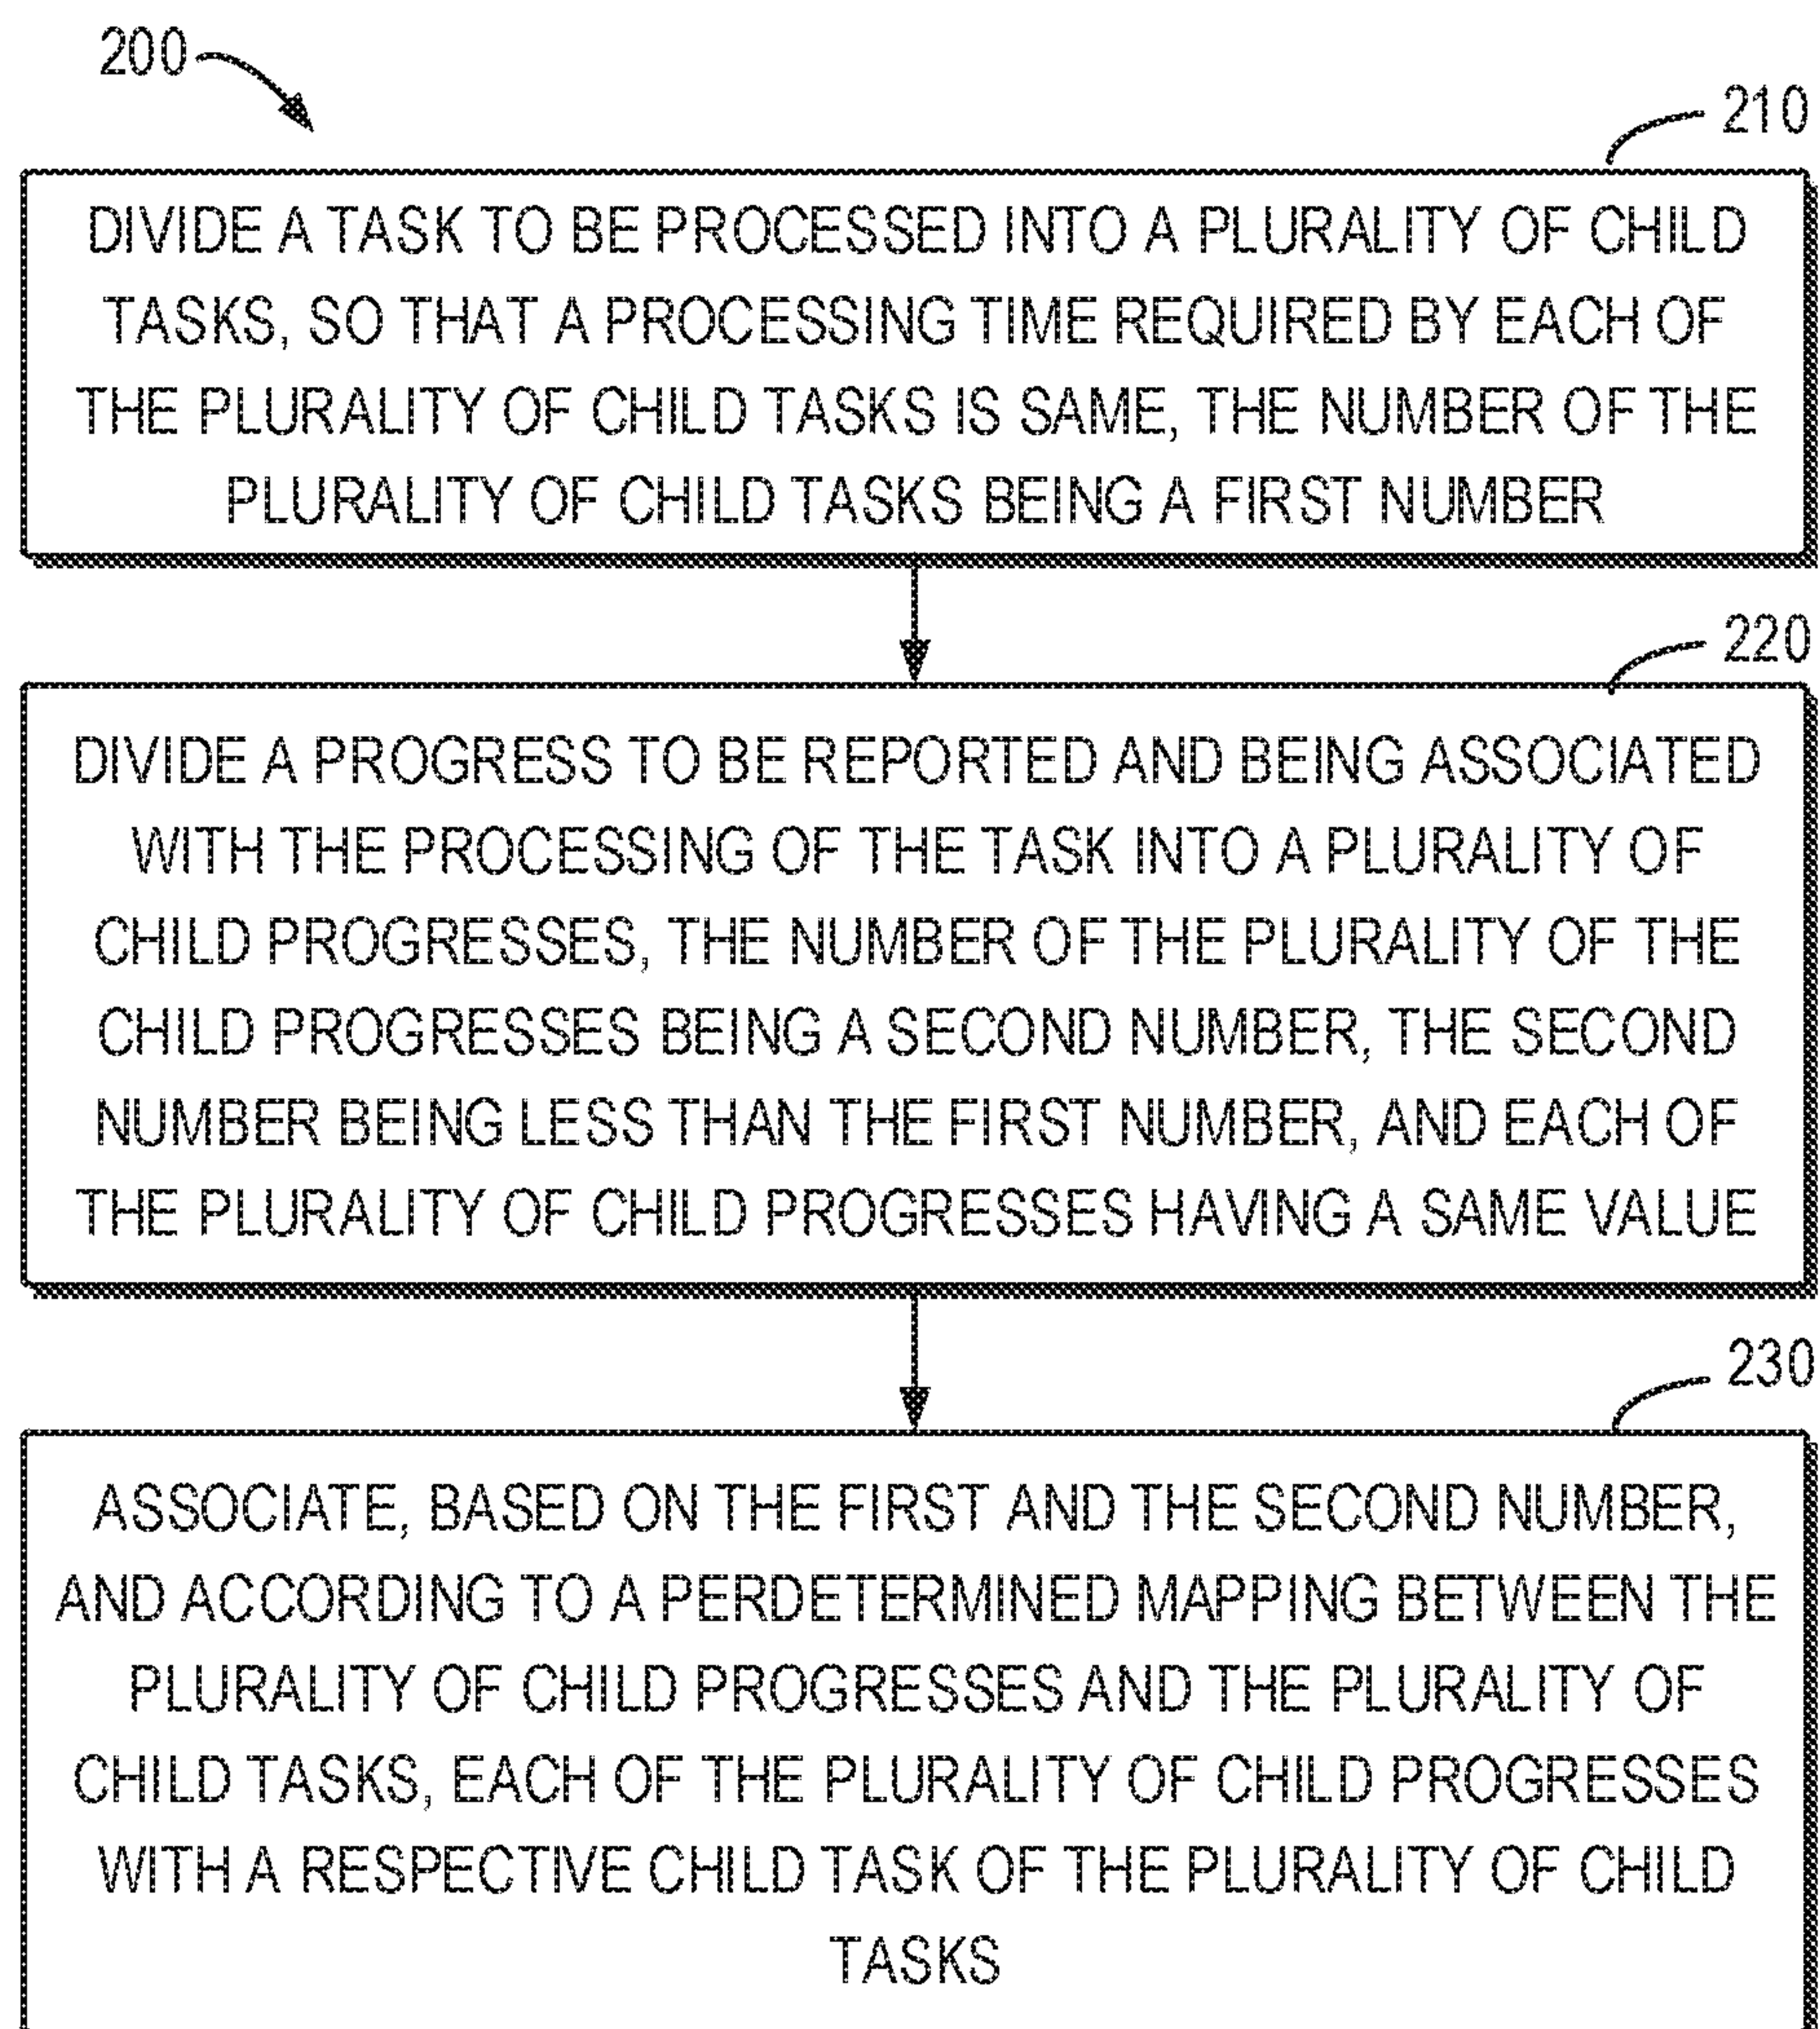 200
210
DIVIDE A TASK TO BE PROCESSED INTO A PLURALITY OF CHILD
TASKS, SO THAT A PROCESSING TIME REQUIRED BY EACH OF
THE PLURALITY OF CHILD TASKS IS SAME, THE NUMBER OF THE
PLURALITY OF CHILD TASKS BEING A FIRST NUMBER
220
DIVIDE A PROGRESS TO BE REPORTED AND BEING ASSOCIATED
WITH THE PROCESSING OF THE TASK INTO A PLURALITY OF
CHILD PROGRESSES, THE NUMBER OF THE PLURALITY OF THE
CHILD PROGRESSES BEING A SECOND NUMBER, THE SECOND
NUMBER BEING LESS THAN THE FIRST NUMBER, AND EACH OF
THE PLURALITY OF CHILD PROGRESSES HAVING A SAME VALUE
230
ASSOCIATE, BASED ON THE FIRST AND THE SECOND NUMBER,
AND ACCORDING TO A PERDETERMINED MAPPING BETWEEN THE
PLURALITY OF CHILD PROGRESSES AND THE PLURALITY OF
CHILD TASKS, EACH OF THE PLURALITY OF CHILD PROGRESSES
WITH A RESPECTIVE CHILD TASK OF THE PLURALITY OF CHILD
TASKS